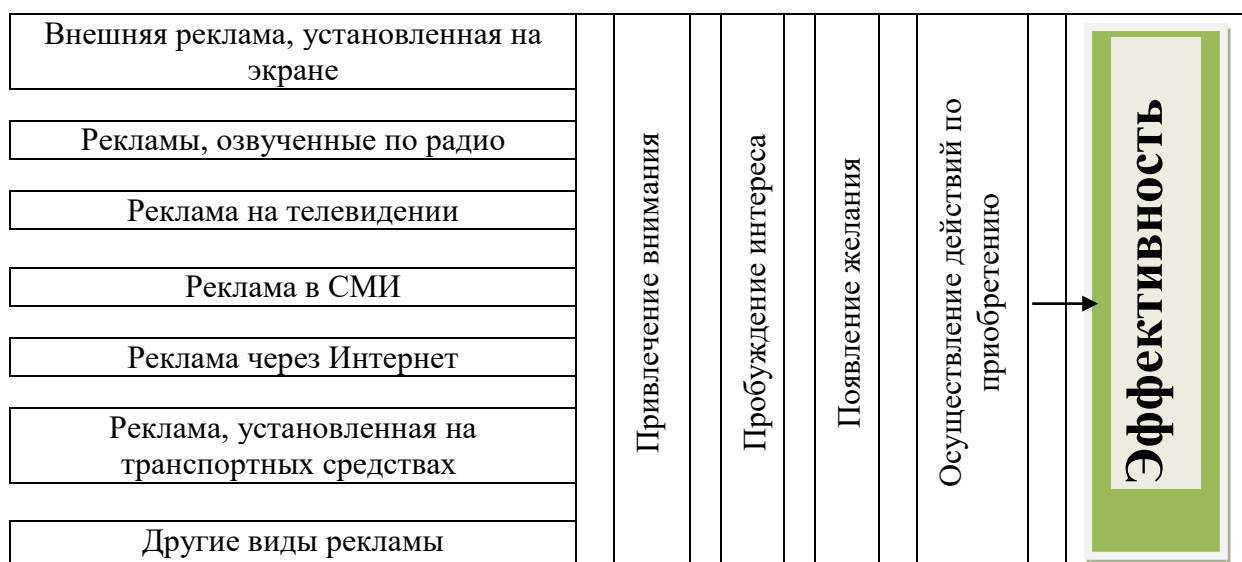 Внешняя реклама, установленная на
экране
Рекламы, озвученные по радио
Реклама на телевидении
Реклама в СМИ
Реклама через Интернет
Реклама, установленная на
транспортных средствах
Другие виды рекламы
Привлечение внимания
Пробуждение интереса
Появление желания
Осуществление действий по
приобретению
Эффективность